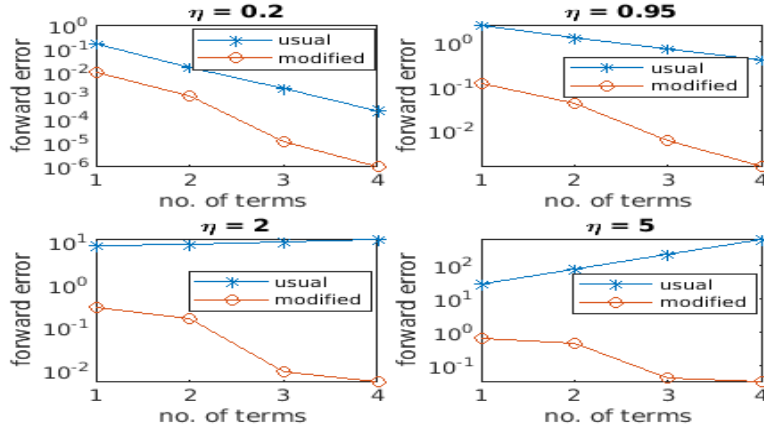 η = 0.2
10^0
10^-1
10^-2
10^-3
10^-4
10^-5
10^-6
forward error
usual
modified
1 2 3 4
no. of terms
η = 0.95
10^0
10^-1
10^-2
forward error
usual
modified
1 2 3 4
no. of terms
η = 2
10^1
10^0
10^-1
10^-2
forward error
usual
modified
1 2 3 4
no. of terms
η = 5
10^2
10^1
10^0
10^-1
forward error
usual
modified
1 2 3 4
no. of terms